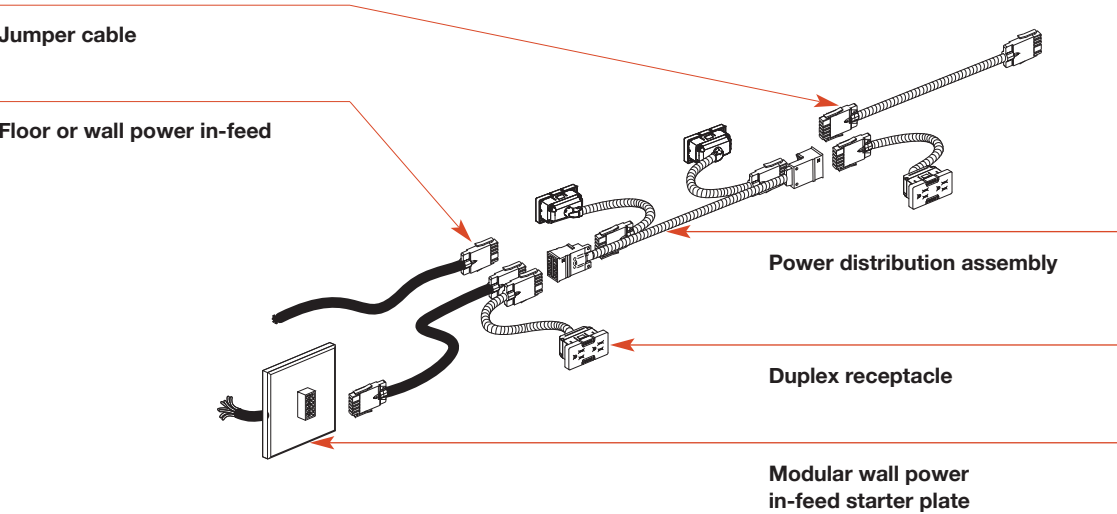 Jumper cable
Floor or wall power in-feed
Power distribution assembly
Duplex receptacle
Modular wall power
in-feed starter plate